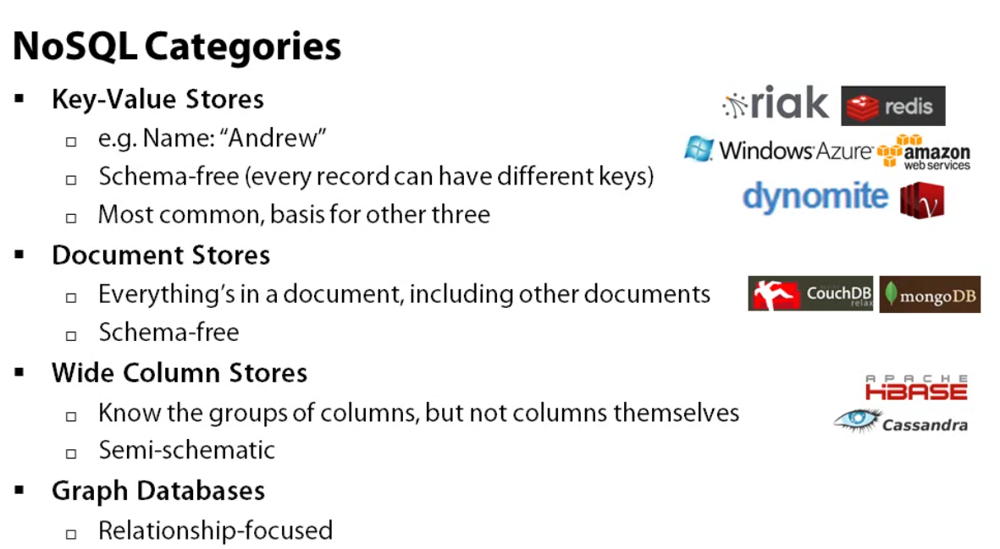 NoSQL Categories
▪ Key-Value Stores
□ e.g. Name: “Andrew”
□ Schema-free (every record can have different keys)
□ Most common, basis for other three
riak redis
Windows Azure amazon web services
dynomite V
▪ Document Stores
□ Everything’s in a document, including other documents
□ Schema-free
CouchDB relax mongoDB
▪ Wide Column Stores
□ Know the groups of columns, but not columns themselves
□ Semi-schematic
APACHE
HBASE
Cassandra
▪ Graph Databases
□ Relationship-focused